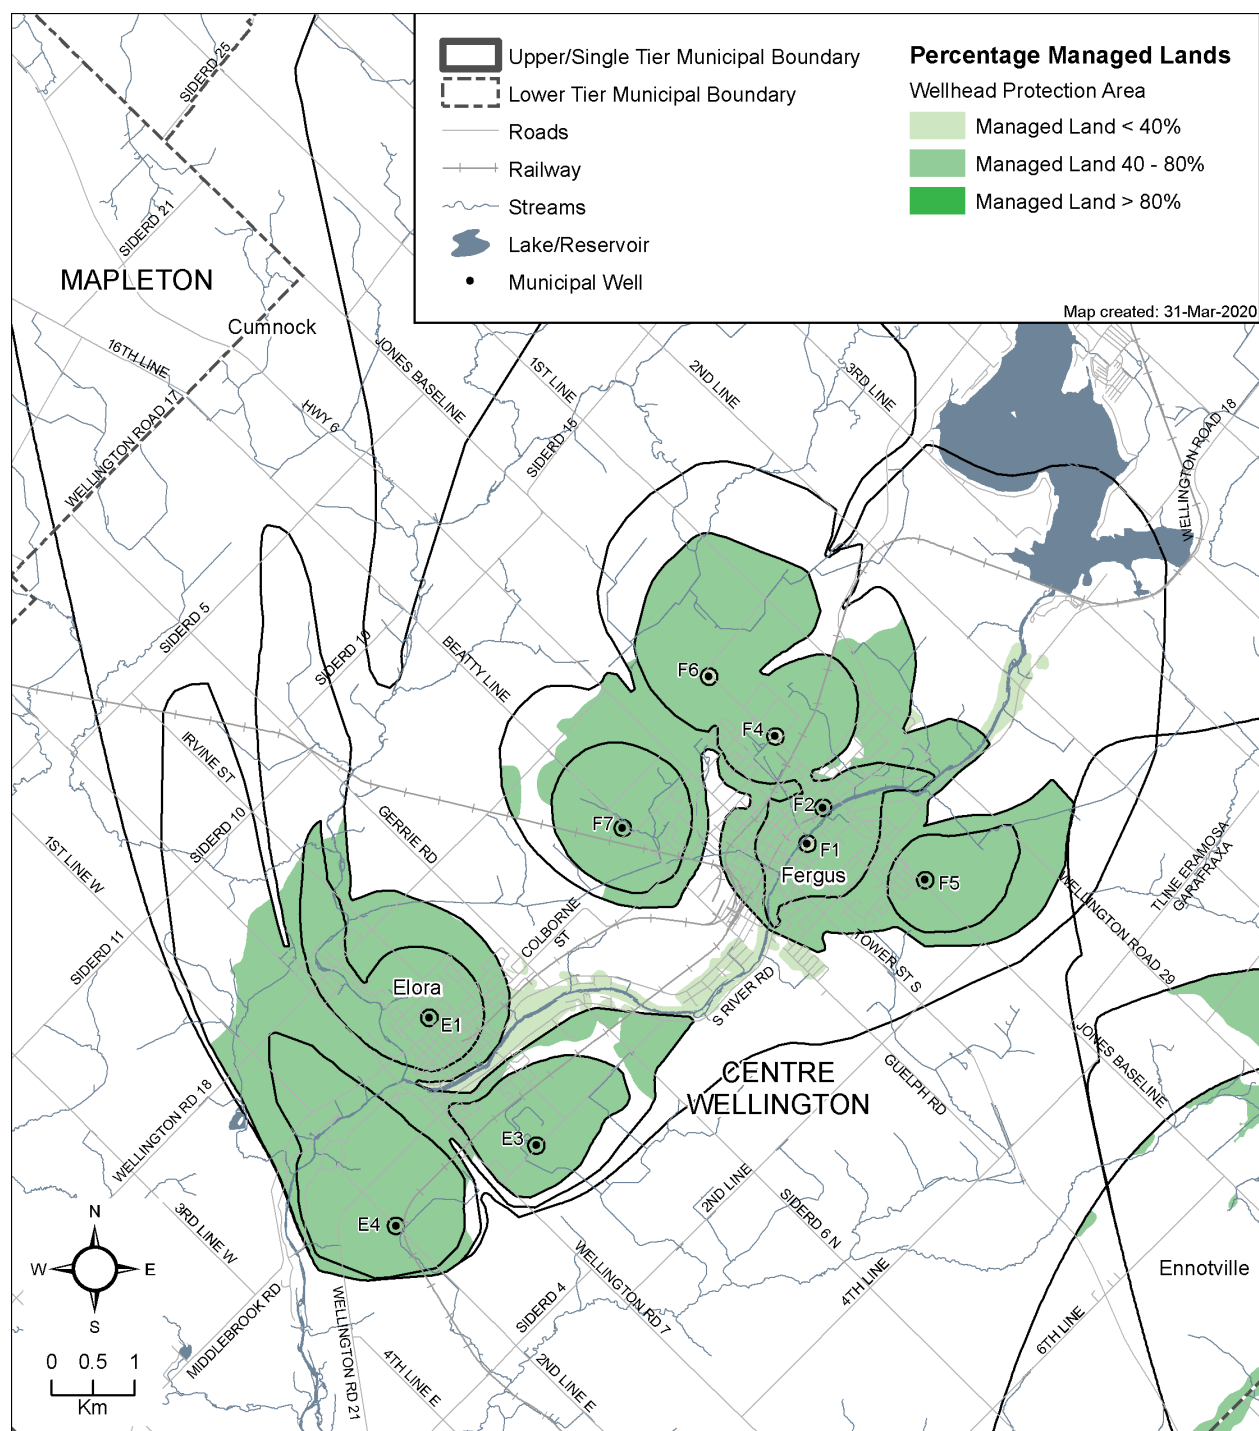 Upper/Single Tier Municipal Boundary
Lower Tier Municipal Boundary
Roads
Railway
Streams
Lake/Reservoir
Municipal Well
Percentage Managed Lands
Wellhead Protection Area
Managed Land < 40%
Managed Land 40 - 80%
Managed Land > 80%
Map created: 31-Mar-2020
SIDERD 25
SIDERD 21
MAPLETON
Cumnock
16TH LINE
WELLINGTON ROAD 17
HWY 6
JONES BASELINE
1ST LINE
2ND LINE
3RD LINE
SIDERD 15
WELLINGTON ROAD 18
SIDERD 5
SIDERD 10
BEATTY LINE
IRVINE ST
SIDERD 10
GERRIE RD
1ST LINE W
SIDERD 11
COLBORNE
ST
F6
F4
F7
F2
F1
Fergus
F5
TLINE ERAMOSA
GARAFRAXA
WELLINGTON ROAD 29
TOWER ST S
S RIVER RD
Elora
E1
JONES BASELINE
GUELPH RD
CENTRE
WELLINGTON
WELLINGTON RD 18
E3
E4
3RD LINE W
2ND LINE
SIDERD 6 N
4TH LINE
Ennotville
WELLINGTON RD 7
SIDERD 4
6TH LINE
MIDDLEBROOK RD
WELLINGTON RD 21
4TH LINE E
2ND LINE E
N
W
E
S
0 0.5 1
Km